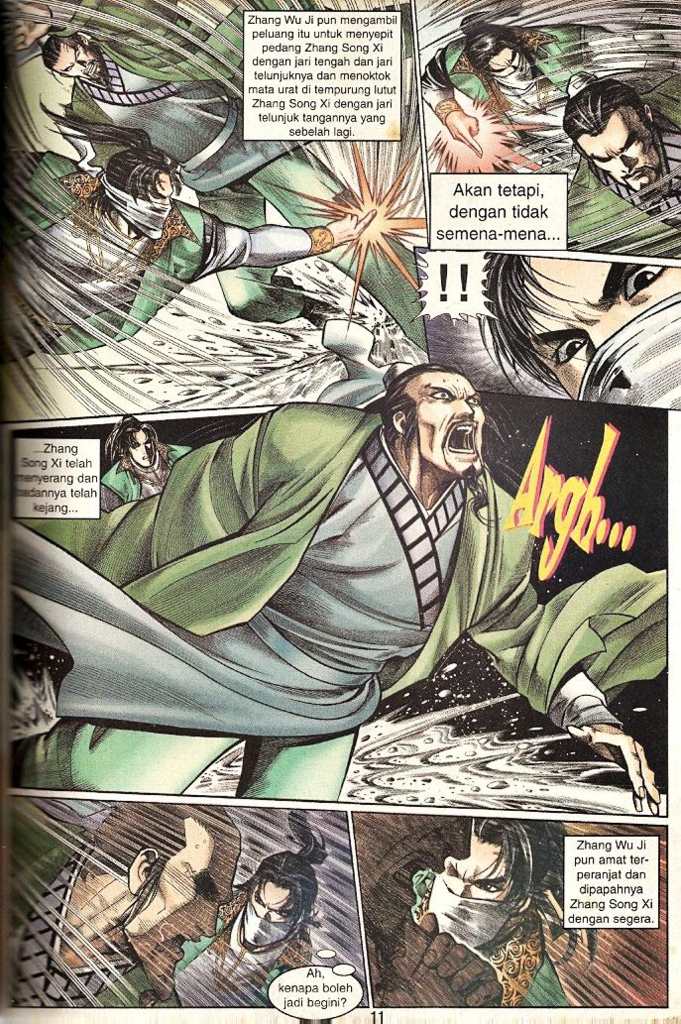 Zhang Wu Ji pun mengambil
peluang itu untuk menyepit
pedang Zhang Song Xi
dengan jari tengah dan jari
telunjuknya dan menoktok
mata urat di tempurung lutut
Zhang Song Xi dengan jari
telunjuk tangannya yang
sebelah lagi.
Akan tetapi,
dengan tidak
semena-mena...
!!
...Zhang
Song Xi telah
menyerang dan
badannya telah
kejang...
Argh...
Ah,
kenapa boleh
jadi begini?
Zhang Wu Ji
pun amat ter-
peranjat dan
dipapahnya
Zhang Song Xi
dengan segera.
11